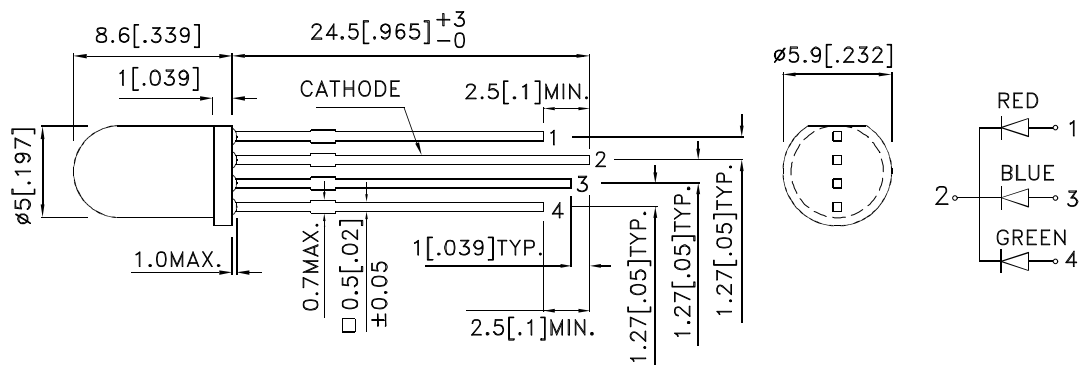 8.6[.339]
24.5[.965] +3 −0
1[.039]
CATHODE
2.5[.1]MIN.
⌀5[.197]
1
2
3
4
1.0MAX.
0.7MAX.
□ 0.5[.02] ±0.05
1[.039]TYP.
2.5[.1]MIN.
1.27[.05]TYP.
1.27[.05]TYP.
1.27[.05]TYP.
⌀5.9[.232]
RED
1
2
BLUE
3
GREEN
4